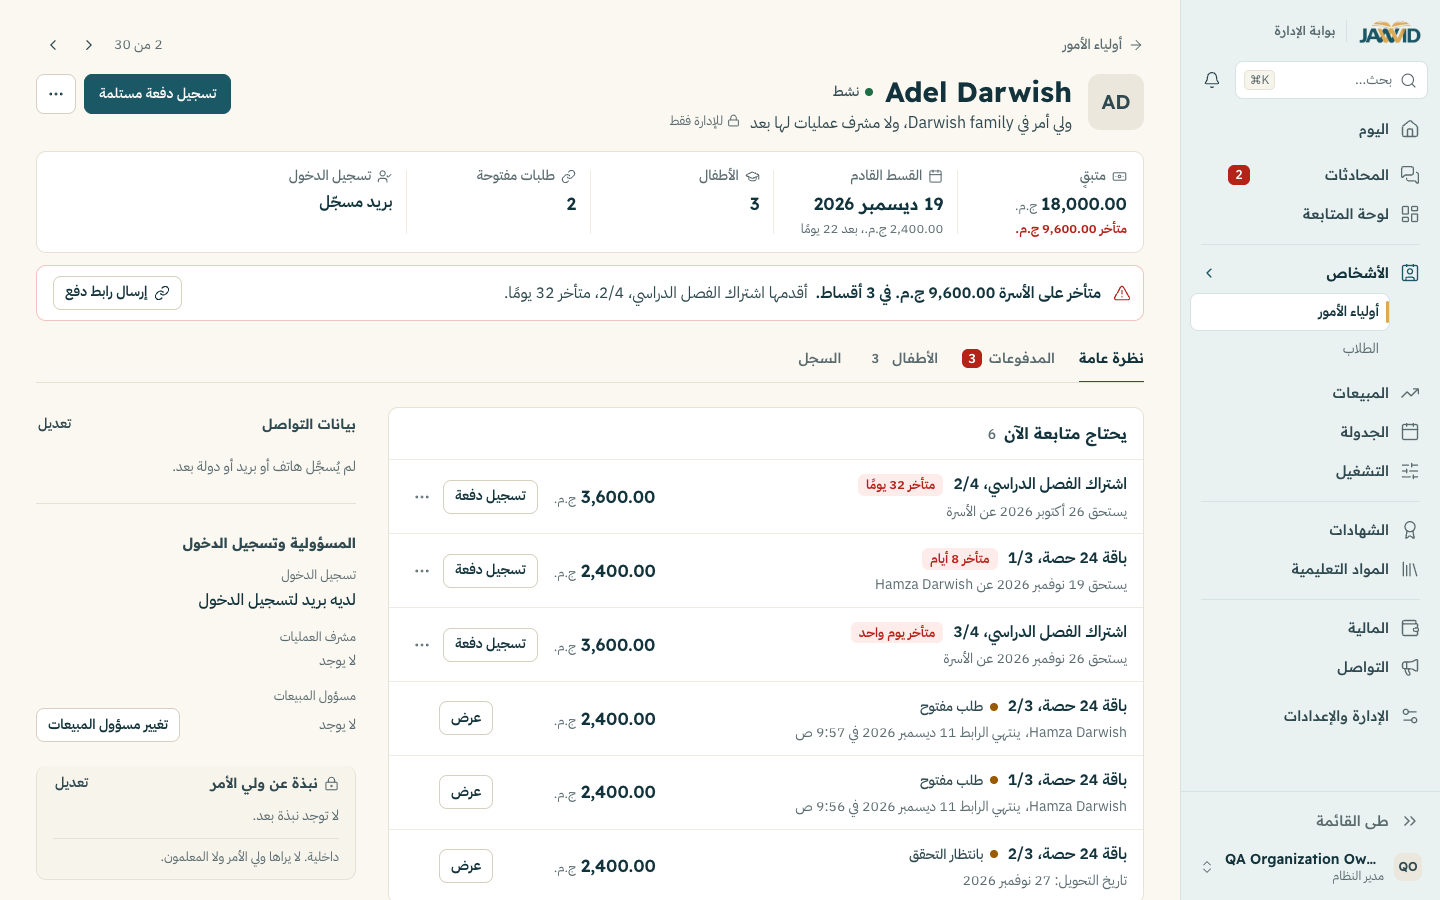 JAWWID
بوابة الإدارة
بحث...
⌘K
اليوم
المحادثات
2
لوحة المتابعة
الأشخاص
أولياء الأمور
الطلاب
المبيعات
الجدولة
التشغيل
الشهادات
المواد التعليمية
المالية
التواصل
الإدارة والإعدادات
طي القائمة
QO
QA Organization Ow...
مدير النظام
أولياء الأمور
2 من 30
AD
Adel Darwish
نشط
ولي أمر في Darwish family، ولا مشرف عمليات لها بعد
للإدارة فقط
تسجيل دفعة مستلمة
متبقٍ
18,000.00 ج.م.
متأخر 9,600.00 ج.م.
القسط القادم
19 ديسمبر 2026
2,400.00 ج.م.، بعد 22 يومًا
الأطفال
3
طلبات مفتوحة
2
تسجيل الدخول
بريد مسجّل
متأخر على الأسرة 9,600.00 ج.م. في 3 أقساط. أقدمها اشتراك الفصل الدراسي، 2/4، متأخر 32 يومًا.
إرسال رابط دفع
نظرة عامة
المدفوعات 3
الأطفال 3
السجل
يحتاج متابعة الآن 6
اشتراك الفصل الدراسي، 2/4 متأخر 32 يومًا
يستحق 26 أكتوبر 2026 عن الأسرة
3,600.00 ج.م.
تسجيل دفعة
باقة 24 حصة، 1/3 متأخر 8 أيام
يستحق 19 نوفمبر 2026 عن Hamza Darwish
2,400.00 ج.م.
تسجيل دفعة
اشتراك الفصل الدراسي، 3/4 متأخر يوم واحد
يستحق 26 نوفمبر 2026 عن الأسرة
3,600.00 ج.م.
تسجيل دفعة
باقة 24 حصة، 2/3 طلب مفتوح
Hamza Darwish، ينتهي الرابط 11 ديسمبر 2026 في 9:57 ص
2,400.00 ج.م.
عرض
باقة 24 حصة، 1/3 طلب مفتوح
Hamza Darwish، ينتهي الرابط 11 ديسمبر 2026 في 9:56 ص
2,400.00 ج.م.
عرض
باقة 24 حصة، 2/3 بانتظار التحقق
تاريخ التحويل: 27 نوفمبر 2026
2,400.00 ج.م.
عرض
بيانات التواصل
تعديل
لم يُسجَّل هاتف أو بريد أو دولة بعد.
المسؤولية وتسجيل الدخول
تسجيل الدخول
لديه بريد لتسجيل الدخول
مشرف العمليات
لا يوجد
مسؤول المبيعات
لا يوجد
تغيير مسؤول المبيعات
نبذة عن ولي الأمر
تعديل
لا توجد نبذة بعد.
داخلية. لا يراها ولي الأمر ولا المعلمون.